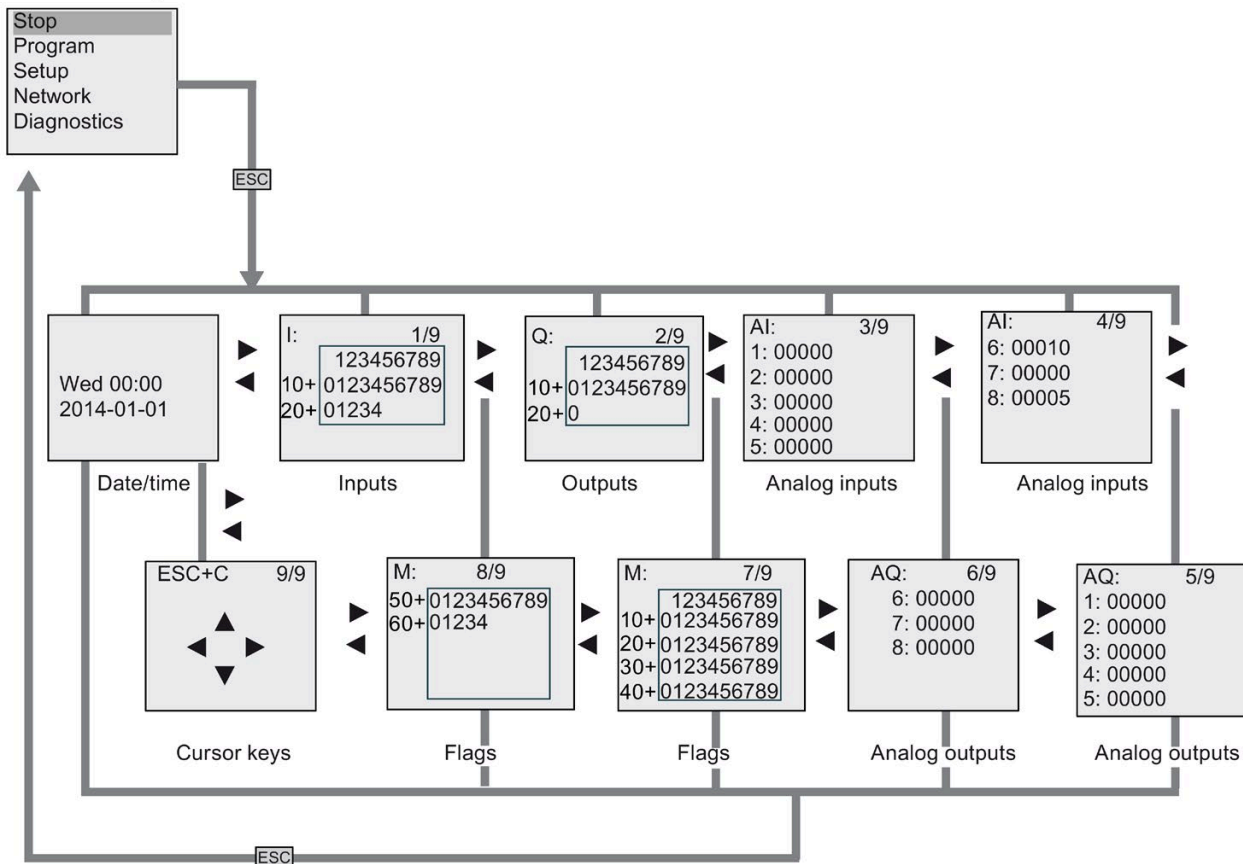 Stop
Program
Setup
Network
Diagnostics
ESC
Wed 00:00
2014-01-01
Date/time
I: 1/9
123456789
10+0123456789
20+01234
Inputs
Q: 2/9
123456789
10+0123456789
20+0
Outputs
AI: 3/9
1: 00000
2: 00000
3: 00000
4: 00000
5: 00000
Analog inputs
AI: 4/9
6: 00010
7: 00000
8: 00005
Analog inputs
ESC+C 9/9
Cursor keys
M: 8/9
50+0123456789
60+01234
Flags
M: 7/9
123456789
10+0123456789
20+0123456789
30+0123456789
40+0123456789
Flags
AQ: 6/9
6: 00000
7: 00000
8: 00000
Analog outputs
AQ: 5/9
1: 00000
2: 00000
3: 00000
4: 00000
5: 00000
Analog outputs
ESC